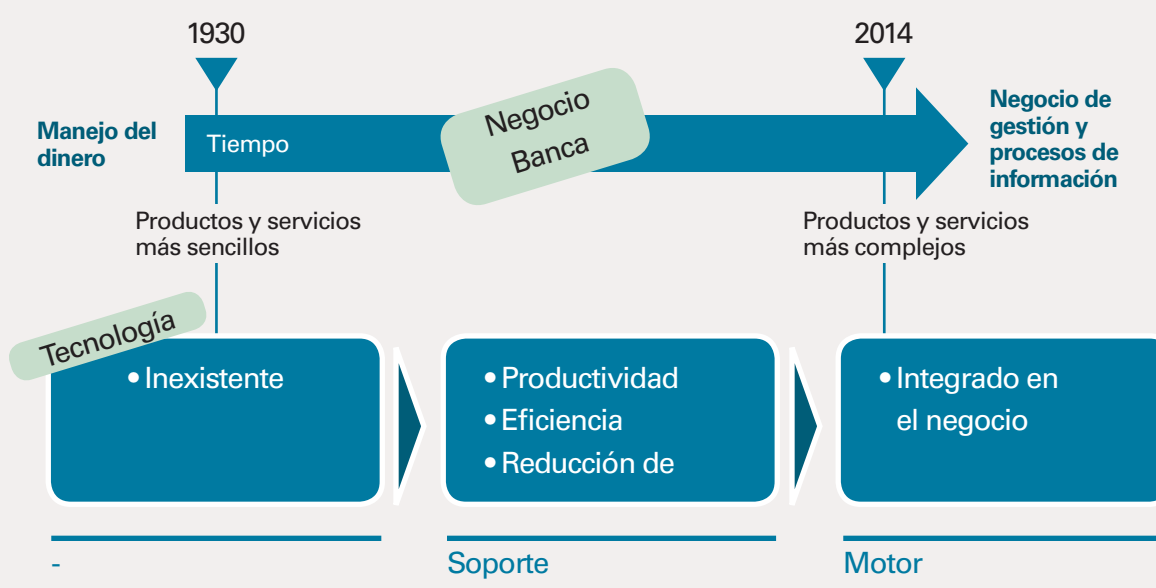 1930
2014
Manejo del
dinero
Tiempo
Negocio
Banca
Negocio de
gestión y
procesos de
información
Productos y servicios
más sencillos
Productos y servicios
más complejos
Tecnología
• Inexistente
• Productividad
• Eficiencia
• Reducción de
• Integrado en
el negocio
-
Soporte
Motor